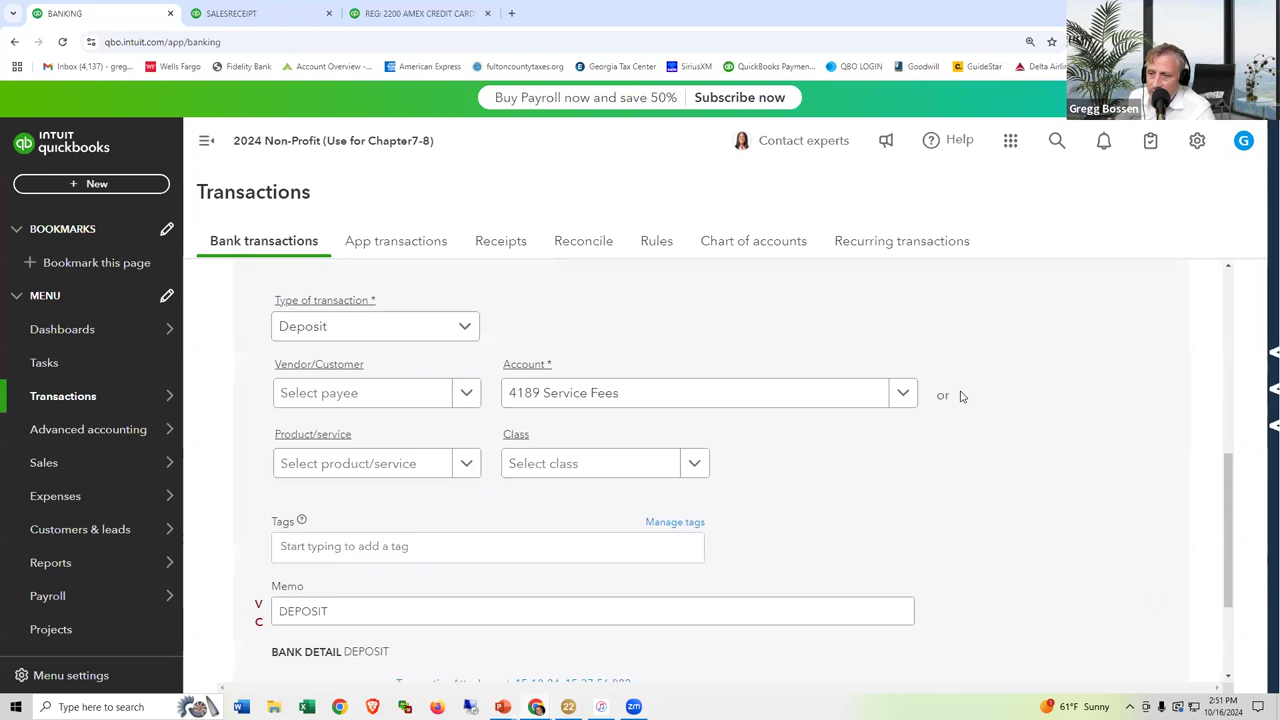 BANKING
SALESRECEIPT
REG: 2200 AMEX CREDIT CARD
qbo.intuit.com/app/banking
Inbox (4,137) - greg...
Wells Fargo
Fidelity Bank
Account Overview -...
American Express
fultoncountytaxes.org
Georgia Tax Center
SiriusXM
QuickBooks Paymen...
QBO LOGIN
Goodwill
GuideStar
Delta Airli
Gregg Bossen
Buy Payroll now and save 50%
Subscribe now
INTUIT
quickbooks
2024 Non-Profit (Use for Chapter7-8)
Contact experts
Help
G
+ New
BOOKMARKS
Bookmark this page
MENU
Dashboards
Tasks
Transactions
Advanced accounting
Sales
Expenses
Customers & leads
Reports
Payroll
Projects
Menu settings
Transactions
Bank transactions
App transactions
Receipts
Reconcile
Rules
Chart of accounts
Recurring transactions
Type of transaction *
Deposit
Vendor/Customer
Account *
Select payee
4189 Service Fees
or
Product/service
Class
Select product/service
Select class
Tags
Manage tags
Start typing to add a tag
Memo
V
C
DEPOSIT
BANK DETAIL DEPOSIT
Type here to search
22
61°F Sunny
2:51 PM
10/16/2024